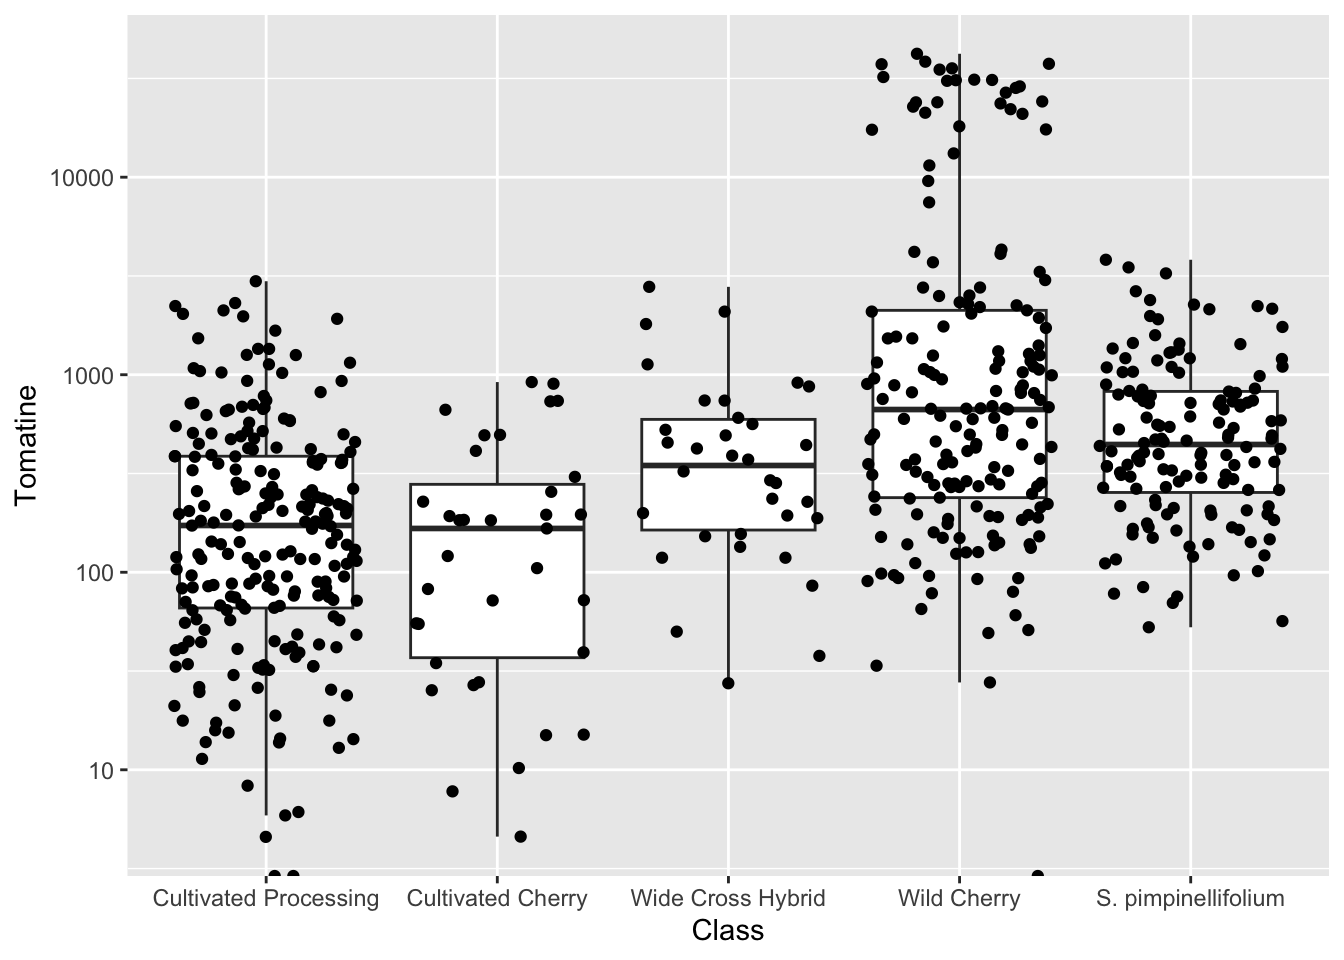 Tomatine
10000
1000
100
10
Cultivated Processing
Cultivated Cherry
Wide Cross Hybrid
Wild Cherry
S. pimpinellifolium
Class